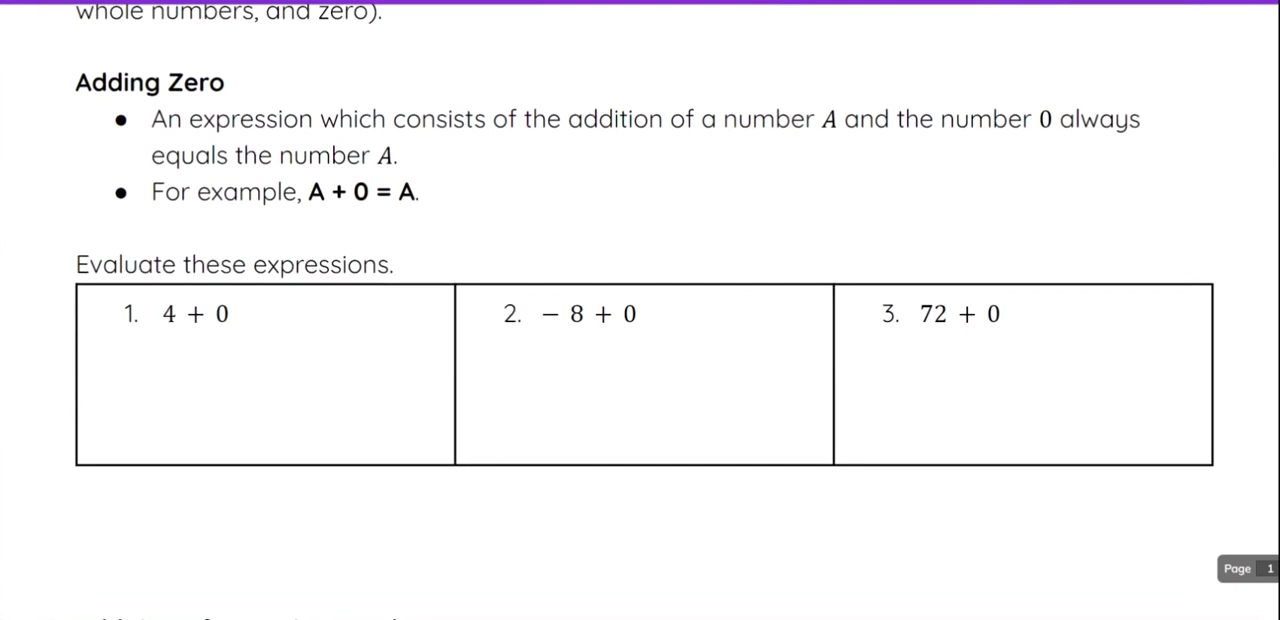 whole numbers, and zero).
Adding Zero
● An expression which consists of the addition of a number A and the number 0 always
equals the number A.
● For example, A + 0 = A.
Evaluate these expressions.
1. 4 + 0
2. − 8 + 0
3. 72 + 0
Page 1